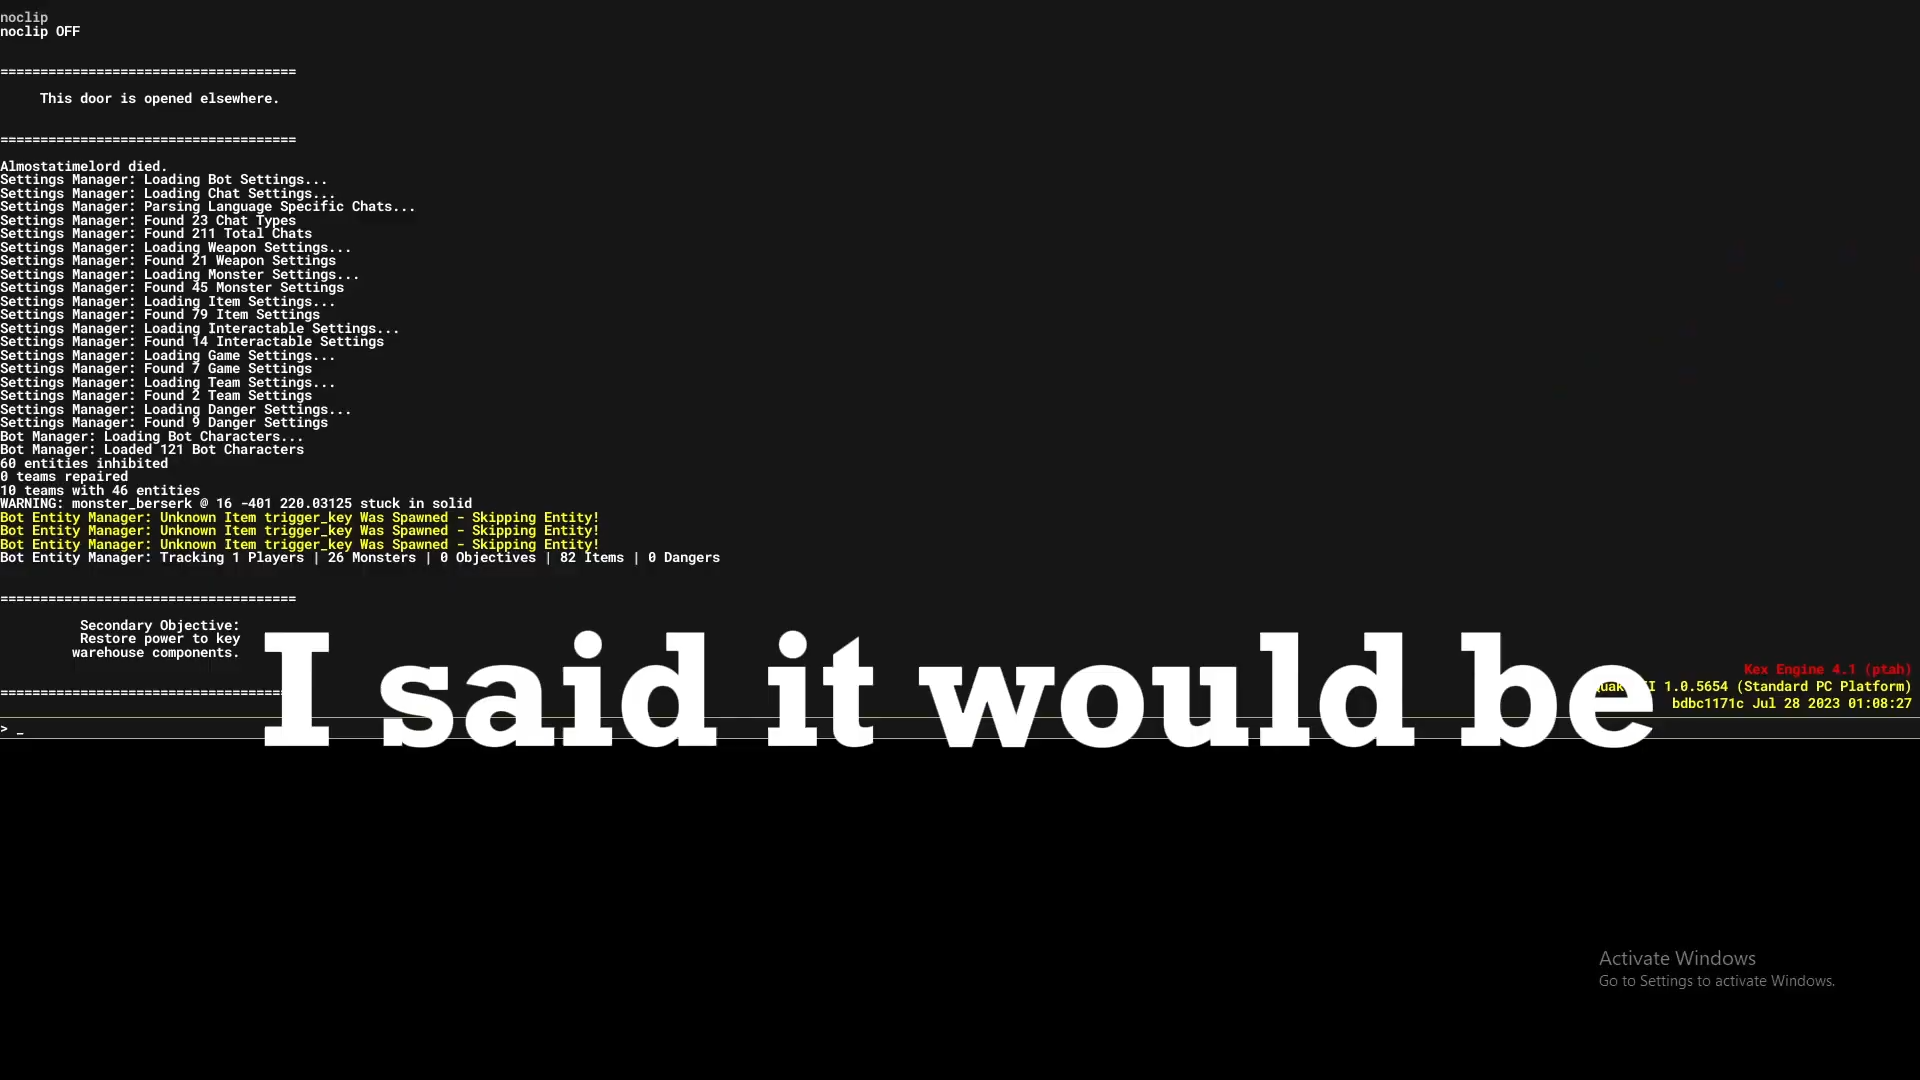 noclip
noclip OFF
=====================================
This door is opened elsewhere.
=====================================
Almostatimelord died.
Settings Manager: Loading Bot Settings...
Settings Manager: Loading Chat Settings...
Settings Manager: Parsing Language Specific Chats...
Settings Manager: Found 23 Chat Types
Settings Manager: Found 211 Total Chats
Settings Manager: Loading Weapon Settings...
Settings Manager: Found 21 Weapon Settings
Settings Manager: Loading Monster Settings...
Settings Manager: Found 45 Monster Settings
Settings Manager: Loading Item Settings...
Settings Manager: Found 79 Item Settings
Settings Manager: Loading Interactable Settings...
Settings Manager: Found 14 Interactable Settings
Settings Manager: Loading Game Settings...
Settings Manager: Found 7 Game Settings
Settings Manager: Loading Team Settings...
Settings Manager: Found 2 Team Settings
Settings Manager: Loading Danger Settings...
Settings Manager: Found 9 Danger Settings
Bot Manager: Loading Bot Characters...
Bot Manager: Loaded 121 Bot Characters
60 entities inhibited
0 teams repaired
10 teams with 46 entities
WARNING: monster_berserk @ 16 -401 220.03125 stuck in solid
Bot Entity Manager: Unknown Item trigger_key Was Spawned - Skipping Entity!
Bot Entity Manager: Unknown Item trigger_key Was Spawned - Skipping Entity!
Bot Entity Manager: Unknown Item trigger_key Was Spawned - Skipping Entity!
Bot Entity Manager: Tracking 1 Players | 26 Monsters | 0 Objectives | 82 Items | 0 Dangers
=====================================
Secondary Objective:
Restore power to key
warehouse components.
=====================================
I said it would be
Kex Engine 4.1 (ptah)
1.0.5654 (Standard PC Platform)
bdbc1171c Jul 28 2023 01:08:27
> _
Activate Windows
Go to Settings to activate Windows.